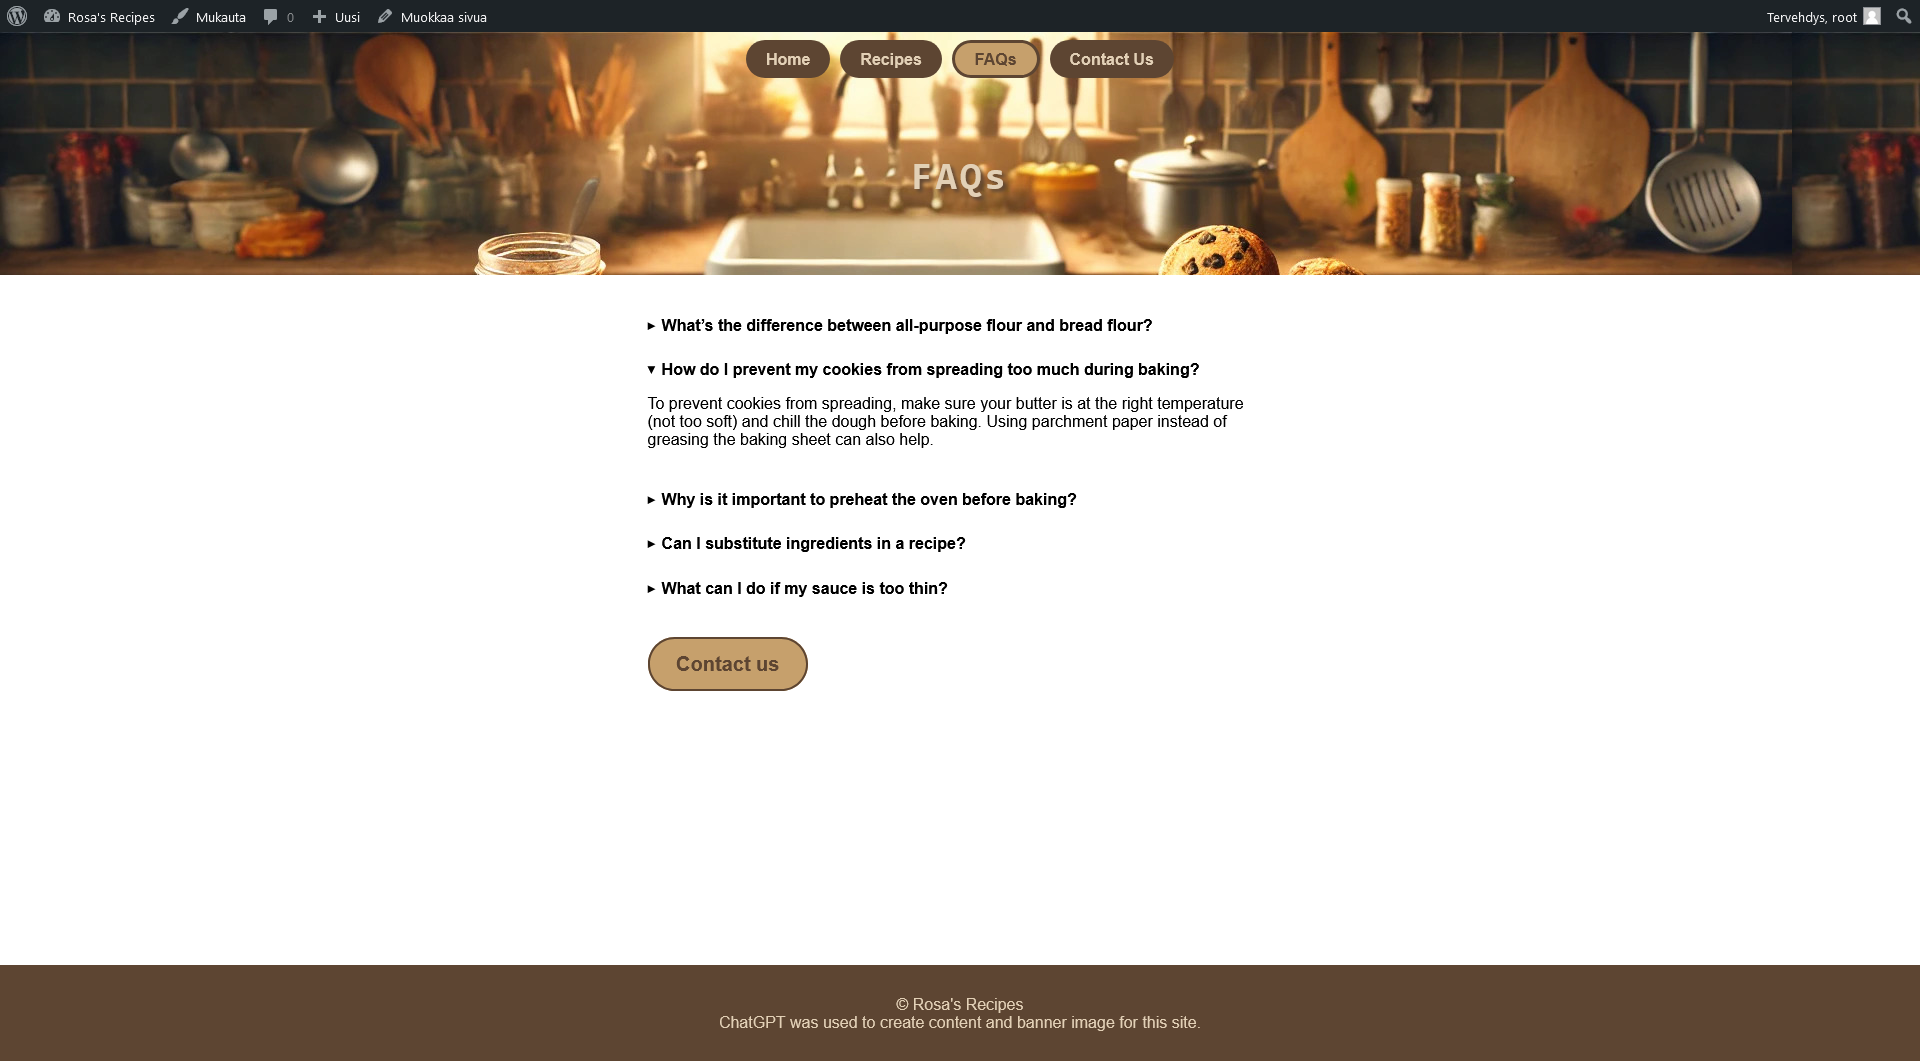 Rosa's Recipes Mukauta 0 Uusi Muokkaa sivua Tervehdys, root
Home Recipes FAQs Contact Us
FAQs
What’s the difference between all-purpose flour and bread flour?
How do I prevent my cookies from spreading too much during baking?
To prevent cookies from spreading, make sure your butter is at the right temperature
(not too soft) and chill the dough before baking. Using parchment paper instead of
greasing the baking sheet can also help.
Why is it important to preheat the oven before baking?
Can I substitute ingredients in a recipe?
What can I do if my sauce is too thin?
Contact us
© Rosa's Recipes
ChatGPT was used to create content and banner image for this site.